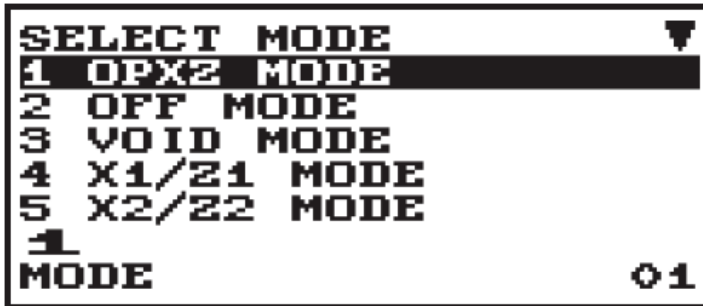 SELECT MODE ▼
1 OPXZ MODE
2 OFF MODE
3 VOID MODE
4 X1/Z1 MODE
5 X2/Z2 MODE
1
MODE 01